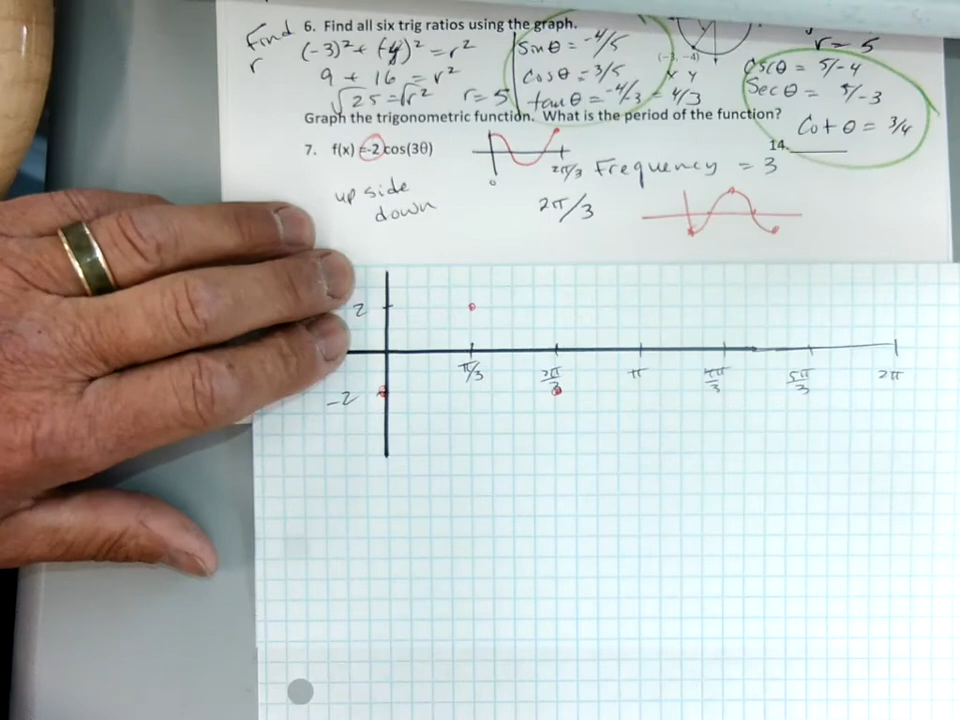 Find 6. Find all six trig ratios using the graph.
r
(-3)² + (-4)² = r²
9 + 16 = r²
√25 = √r² r = 5
sin θ = -4/5
cos θ = 3/5
tan θ = -4/-3 = 4/3
(-3, -4)
x y
r = 5
csc θ = 5/-4
Sec θ = 5/-3
Cot θ = 3/4
Graph the trigonometric function. What is the period of the function?
7. f(x) = -2 cos(3θ)
14.
0
2π/3
Frequency = 3
up side
down
2π/3
2
-2
π/3 2π/3 π 4π/3 5π/3 2π